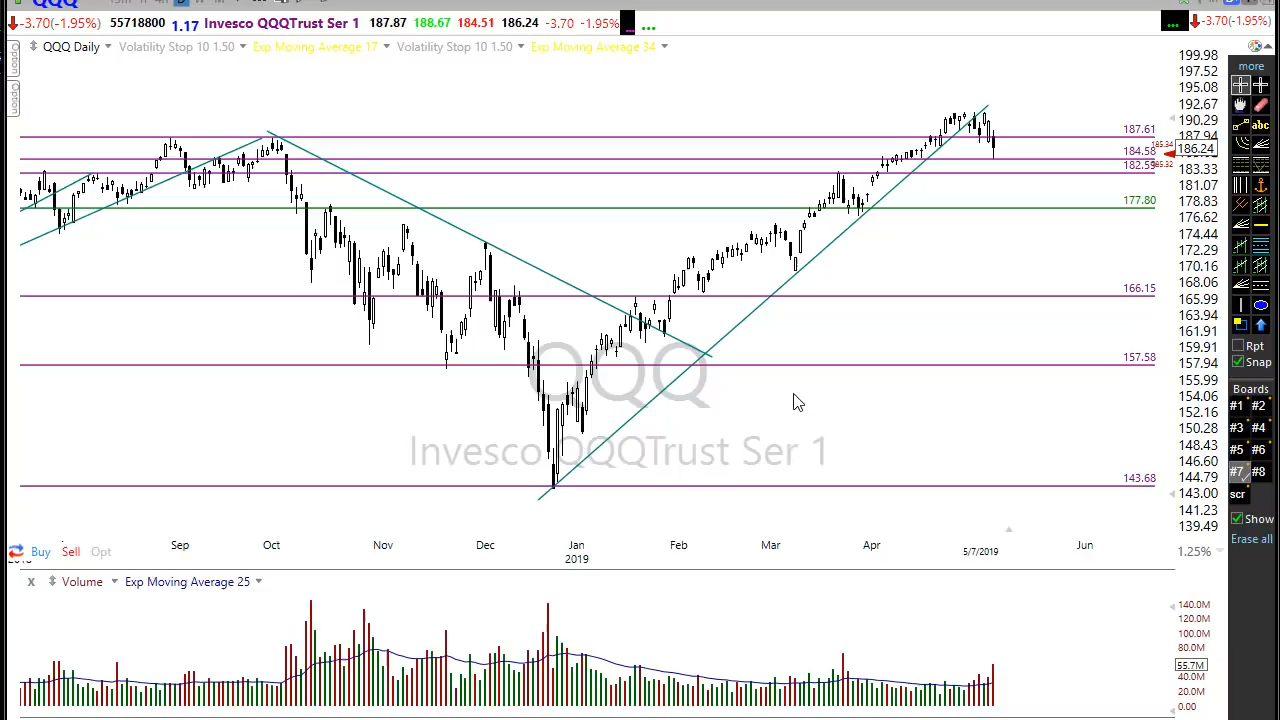 QQQ
-3.70(-1.95%) 55718800 1.17 Invesco QQQTrust Ser 1 187.87 188.67 184.51 186.24 -3.70 -1.95% ... ... -3.70(-1.95%)
QQQ Daily Volatility Stop 10 1.50 Exp Moving Average 17 Volatility Stop 10 1.50 Exp Moving Average 34
Option
Option
199.98
197.52
195.08
192.67
190.29
187.94
186.24
183.33
181.07
178.83
176.62
174.44
172.29
170.16
168.06
165.99
163.94
161.91
159.91
157.94
155.99
154.06
152.16
150.28
148.43
146.60
144.79
143.00
141.23
139.49
187.61
184.58
185.34
182.59
185.32
177.80
166.15
157.58
143.68
QQQ
Invesco QQQTrust Ser 1
more
abc
Rpt
Snap
Boards
#1 #2
#3 #4
#5 #6
#7 #8
scr
Show
Erase all
Buy Sell Opt
Sep Oct Nov Dec Jan Feb Mar Apr 5/7/2019 Jun
2019
1.25%
X Volume Exp Moving Average 25
140.0M
120.0M
100.0M
80.0M
55.7M
40.0M
20.0M
0.00